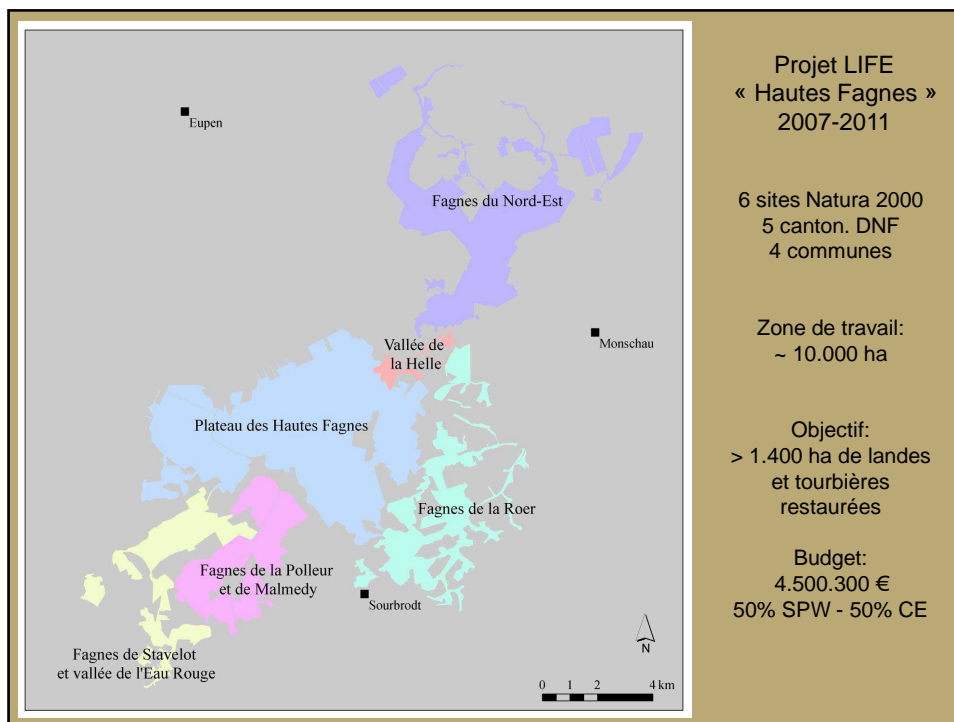 Eupen
Fagnes du Nord-Est
Vallée de
la Helle
Monschau
Plateau des Hautes Fagnes
Fagnes de la Roer
Fagnes de la Polleur
et de Malmedy
Sourbrodt
Fagnes de Stavelot
et vallée de l'Eau Rouge
N
0 1 2 4 km
Projet LIFE
« Hautes Fagnes »
2007-2011
6 sites Natura 2000
5 canton. DNF
4 communes
Zone de travail:
~ 10.000 ha
Objectif:
> 1.400 ha de landes
et tourbières
restaurées
Budget:
4.500.300 €
50% SPW - 50% CE